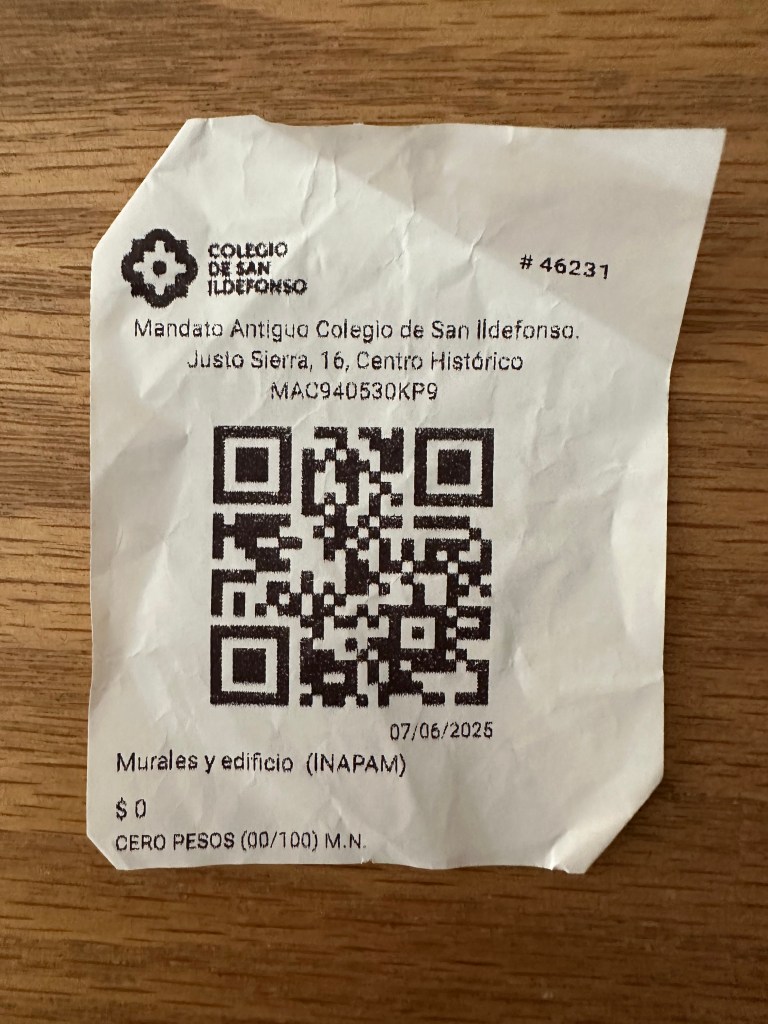 COLEGIO
DE SAN
ILDEFONSO
# 46231
Mandato Antiguo Colegio de San Ildefonso.
Justo Sierra, 16, Centro Histórico
MAC940530KP9
07/06/2025
Murales y edificio (INAPAM)
$ 0
CERO PESOS (00/100) M.N.